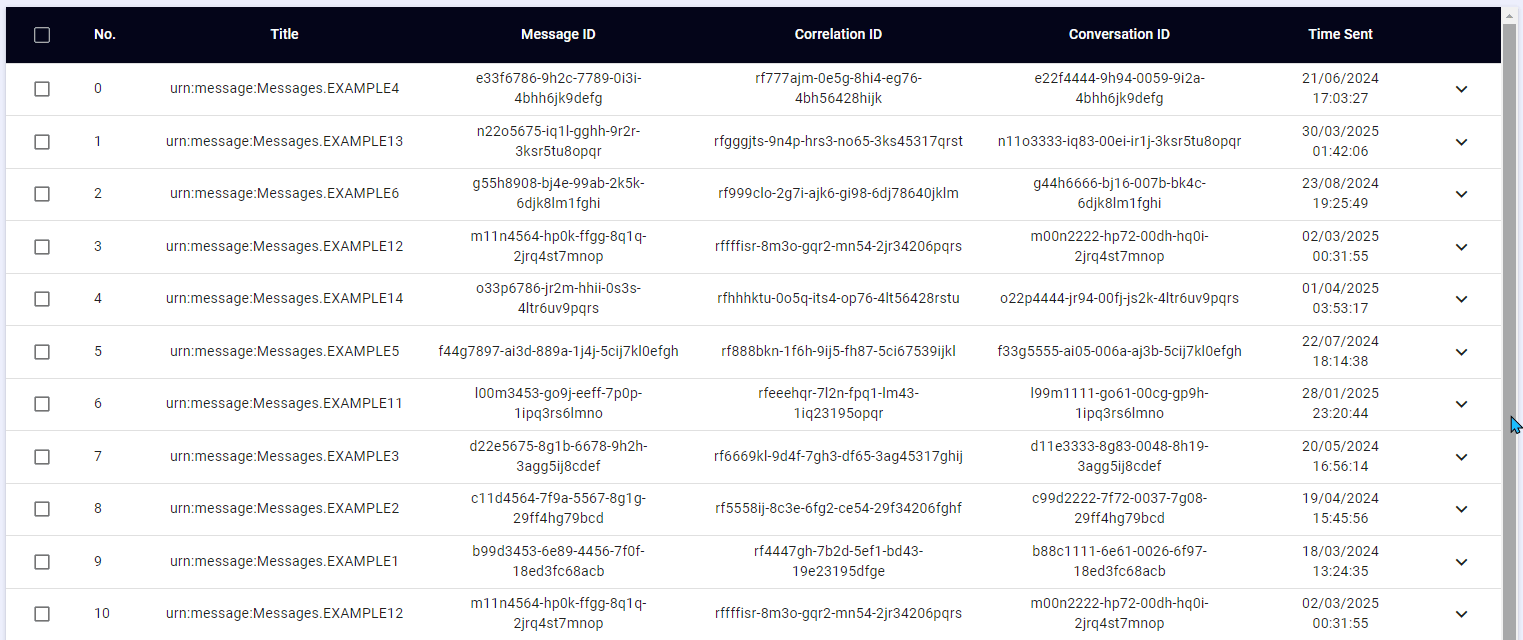 No. Title Message ID Correlation ID Conversation ID Time Sent
e33f6786-9h2c-7789-0i3i- rf777ajm-0e5g-8hi4-eg76- e22f4444-9h94-0059-9i2a- 21/06/2024
0 urn:message:Messages.EXAMPLE4
4bhh6jk9defg 4bh56428hijk 4bhh6jk9defg 17:03:27
n22o5675-iq1l-gghh-9r2r- 30/03/2025
1 urn:message:Messages.EXAMPLE13 rfgggjts-9n4p-hrs3-no65-3ks45317qrst n11o3333-iq83-00ei-ir1j-3ksr5tu8opqr
3ksr5tu8opqr 01:42:06
g55h8908-bj4e-99ab-2k5k- g44h6666-bj16-007b-bk4c- 23/08/2024
2 urn:message:Messages.EXAMPLE6 rf999clo-2g7i-ajk6-gi98-6dj78640jklm
6djk8lm1fghi 6djk8lm1fghi 19:25:49
m11n4564-hp0k-ffgg-8q1q- m00n2222-hp72-00dh-hq0i- 02/03/2025
3 urn:message:Messages.EXAMPLE12 rffffisr-8m3o-gqr2-mn54-2jr34206pqrs
2jrq4st7mnop 2jrq4st7mnop 00:31:55
o33p6786-jr2m-hhii-0s3s- 01/04/2025
4 urn:message:Messages.EXAMPLE14 rfhhhktu-0o5q-its4-op76-4lt56428rstu o22p4444-jr94-00fj-js2k-4ltr6uv9pqrs
4ltr6uv9pqrs 03:53:17
22/07/2024
5 urn:message:Messages.EXAMPLE5 f44g7897-ai3d-889a-1j4j-5cij7kl0efgh rf888bkn-1f6h-9ij5-fh87-5ci67539ijkl f33g5555-ai05-006a-aj3b-5cij7kl0efgh
18:14:38
l00m3453-go9j-eeff-7p0p- rfeeehqr-7l2n-fpq1-lm43- l99m1111-go61-00cg-gp9h- 28/01/2025
6 urn:message:Messages.EXAMPLE11
1ipq3rs6lmno 1iq23195opqr 1ipq3rs6lmno 23:20:44
d22e5675-8g1b-6678-9h2h- d11e3333-8g83-0048-8h19- 20/05/2024
7 urn:message:Messages.EXAMPLE3 rf6669kl-9d4f-7gh3-df65-3ag45317ghij
3agg5ij8cdef 3agg5ij8cdef 16:56:14
c11d4564-7f9a-5567-8g1g- c99d2222-7f72-0037-7g08- 19/04/2024
8 urn:message:Messages.EXAMPLE2 rf5558ij-8c3e-6fg2-ce54-29f34206fghf
29ff4hg79bcd 29ff4hg79bcd 15:45:56
b99d3453-6e89-4456-7f0f- rf4447gh-7b2d-5ef1-bd43- b88c1111-6e61-0026-6f97- 18/03/2024
9 urn:message:Messages.EXAMPLE1
18ed3fc68acb 19e23195dfge 18ed3fc68acb 13:24:35
m11n4564-hp0k-ffgg-8q1q- m00n2222-hp72-00dh-hq0i- 02/03/2025
10 urn:message:Messages.EXAMPLE12 rffffisr-8m3o-gqr2-mn54-2jr34206pqrs
2jrq4st7mnop 2jrq4st7mnop 00:31:55